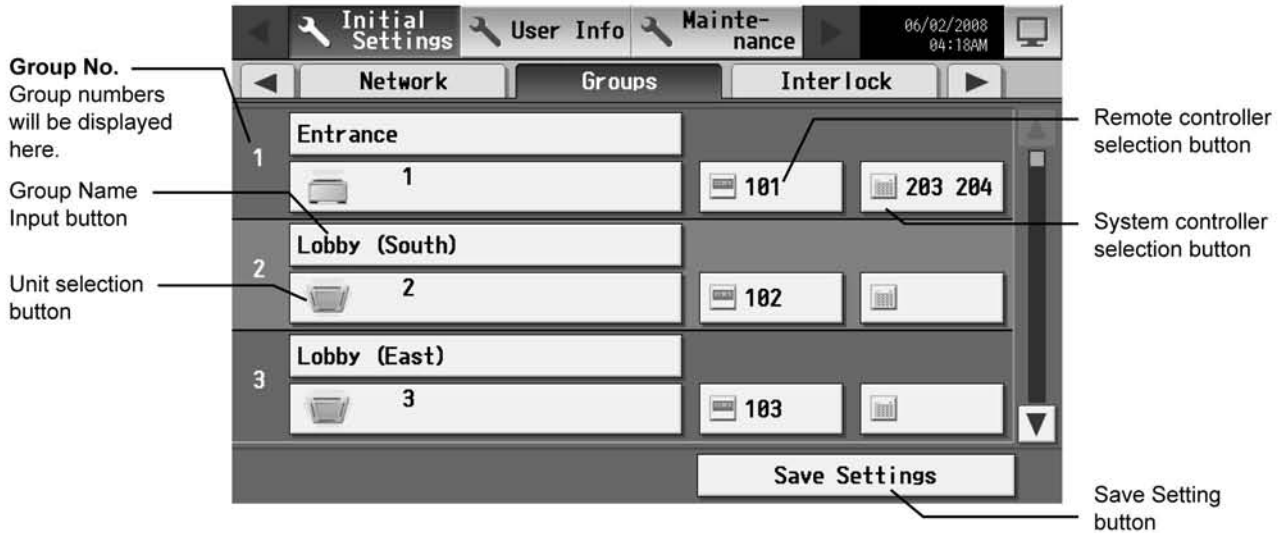 Initial
Settings
User Info
Mainte-
nance
06/02/2008
04:18AM
Network
Groups
Interlock
Group No.
Group numbers
will be displayed
here.
Group Name
Input button
Unit selection
button
1
Entrance
1
101
203 204
2
Lobby (South)
2
102
3
Lobby (East)
3
103
Save Settings
Remote controller
selection button
System controller
selection button
Save Setting
button